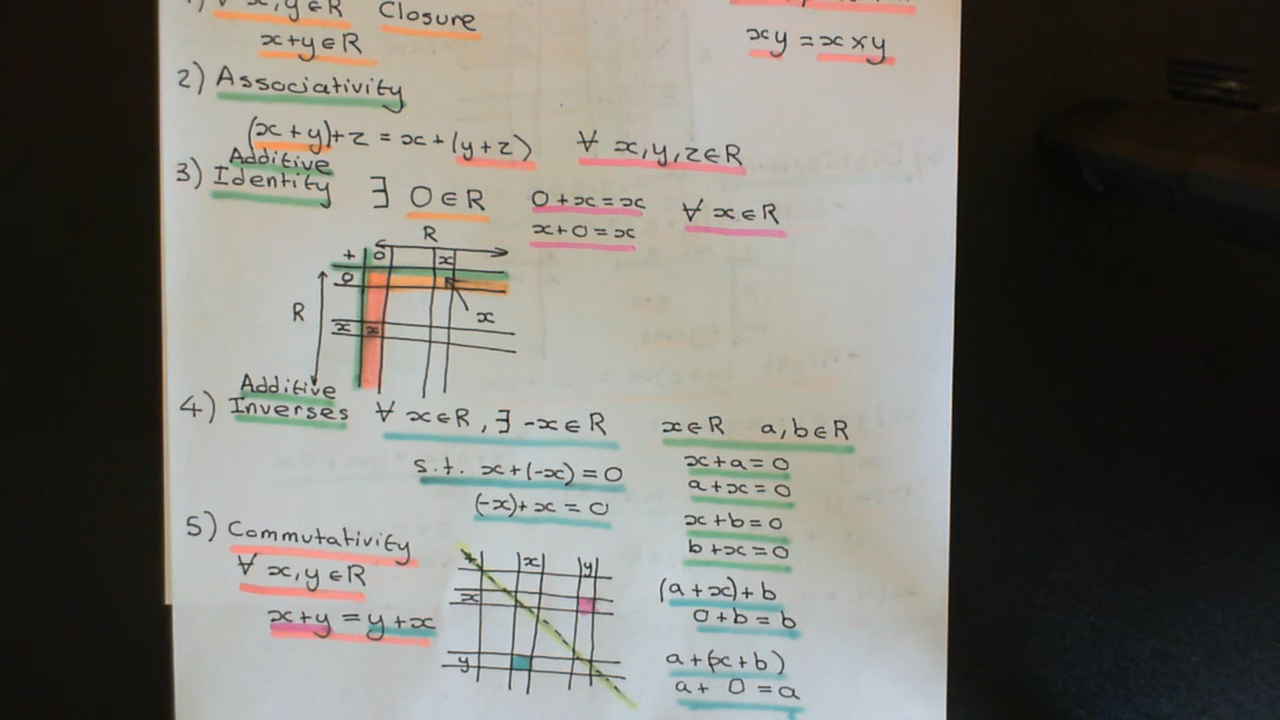 1) ∀ x,y∈R Closure
x+y∈R
xy = x×y
2) Associativity
(x+y)+z = x+(y+z) ∀ x,y,z∈R
3) Additive
Identity ∃ 0∈R 0+x=x ∀ x∈R
x+0=x
R
+ 0 x
0
R x
x x
4) Additive
Inverses ∀ x∈R, ∃ -x∈R
s.t. x+(-x)=0
(-x)+x=0
x∈R a,b∈R
x+a=0
a+x=0
x+b=0
b+x=0
(a+x)+b
0+b=b
a+(x+b)
a+ 0 =a
5) Commutativity
∀ x,y∈R
x+y = y+x
+ x y
x
y